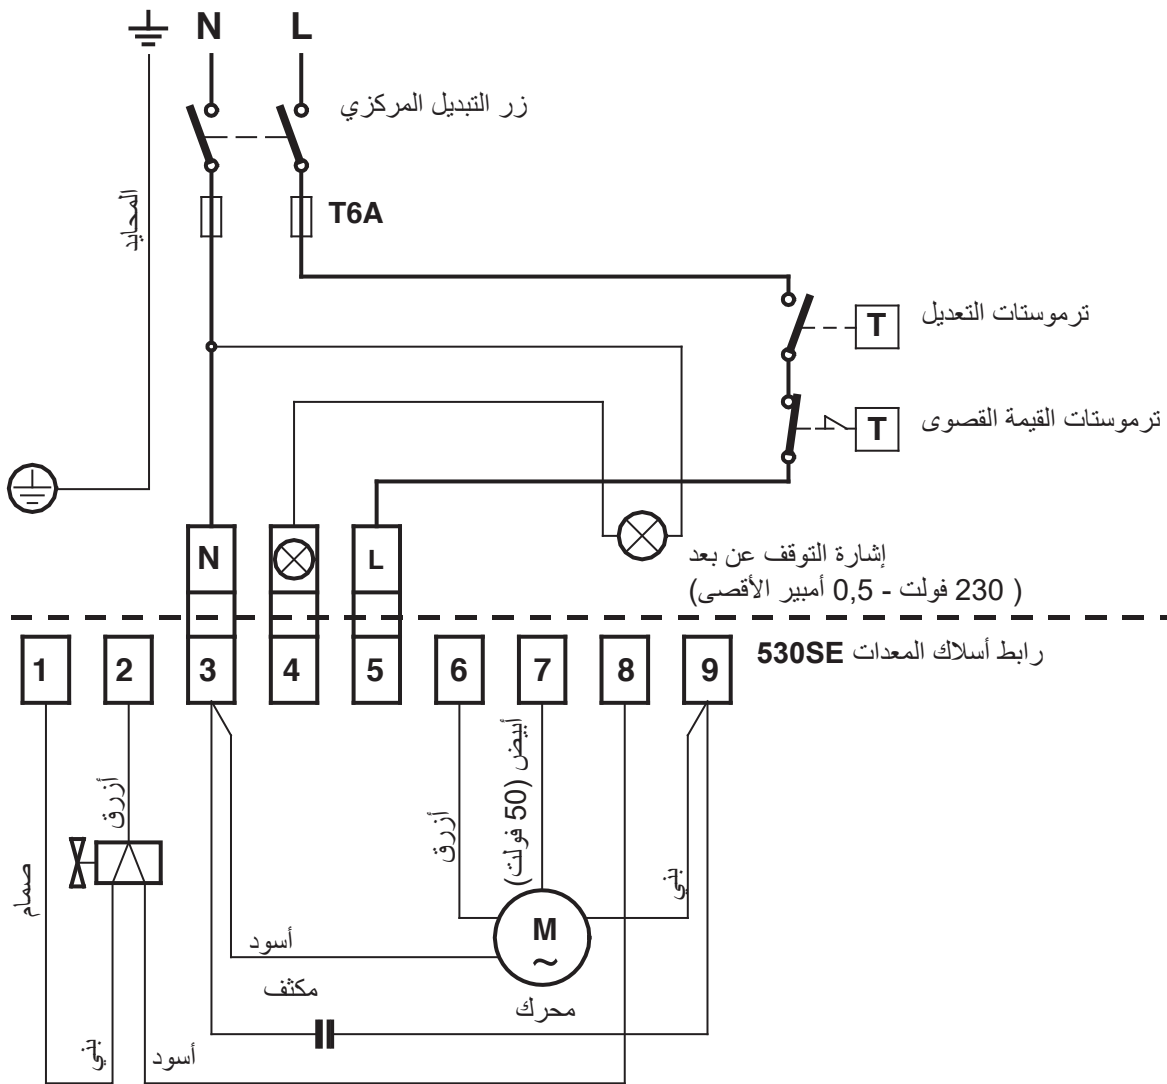 N L
زر التبديل المركزي
T6A
المحايد
T ترموستات التعديل
T ترموستات القيمة القصوى
N L
إشارة التوقف عن بعد
( 230 فولت - 0,5 أمبير الأقصى)
رابط أسلاك المعدات 530SE
1 2 3 4 5 6 7 8 9
أزرق
صمام
أزرق
أبيض (50 فولت)
بني
أسود
M
~
محرك
مكثف
بني
أسود